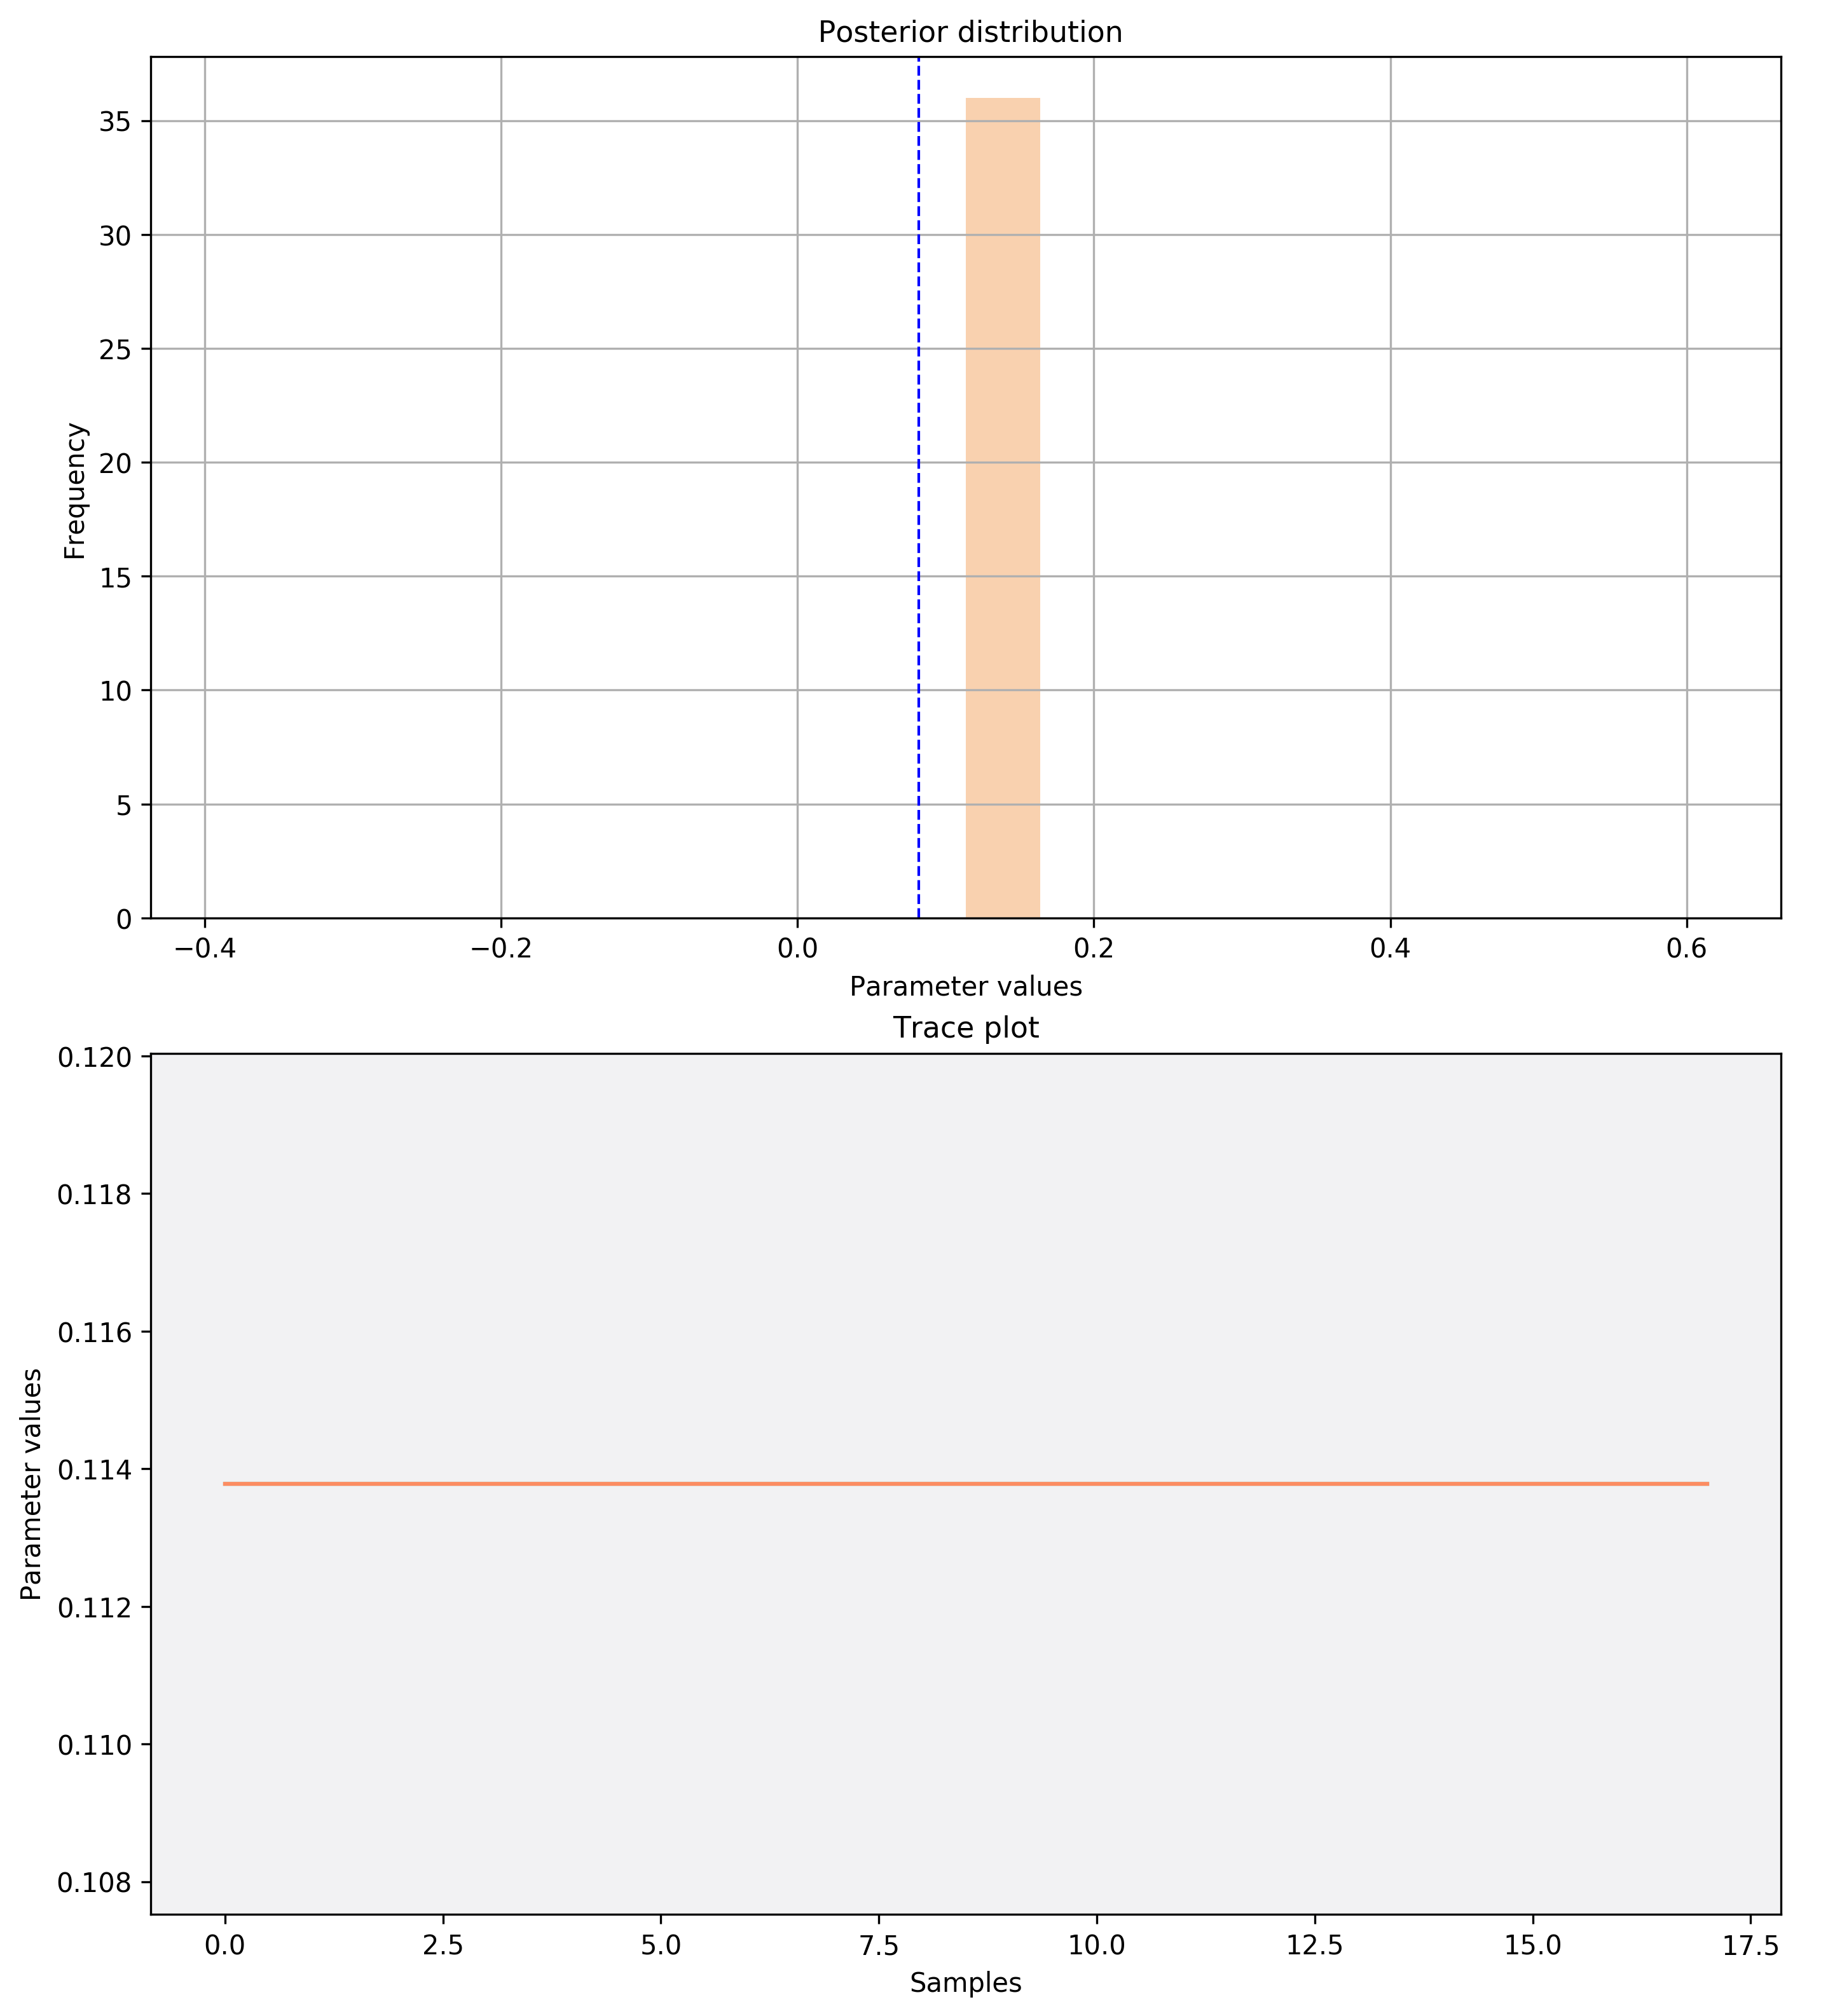 Posterior distribution
35
30
25
20
15
10
5
0
Frequency
−0.4 −0.2 0.0 0.2 0.4 0.6
Parameter values
Trace plot
0.120
0.118
0.116
0.114
0.112
0.110
0.108
Parameter values
0.0 2.5 5.0 7.5 10.0 12.5 15.0 17.5
Samples